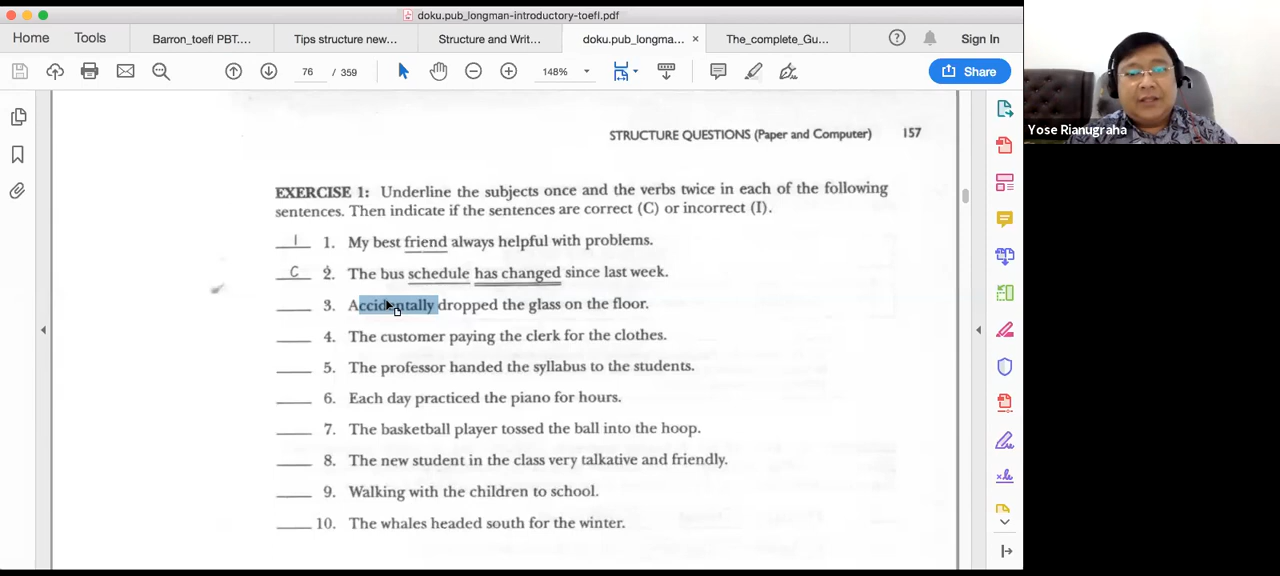 doku.pub_longman-introductory-toefl.pdf
Home Tools Barron_toefl PBT.... Tips structure new... Structure and Writ... doku.pub_longma... × The_complete_Gu... Sign In
76 / 359 148% Share
Yose Rianugraha
STRUCTURE QUESTIONS (Paper and Computer) 157
EXERCISE 1: Underline the subjects once and the verbs twice in each of the following
sentences. Then indicate if the sentences are correct (C) or incorrect (I).
I 1. My best friend always helpful with problems.
C 2. The bus schedule has changed since last week.
3. Accidentally dropped the glass on the floor.
4. The customer paying the clerk for the clothes.
5. The professor handed the syllabus to the students.
6. Each day practiced the piano for hours.
7. The basketball player tossed the ball into the hoop.
8. The new student in the class very talkative and friendly.
9. Walking with the children to school.
10. The whales headed south for the winter.